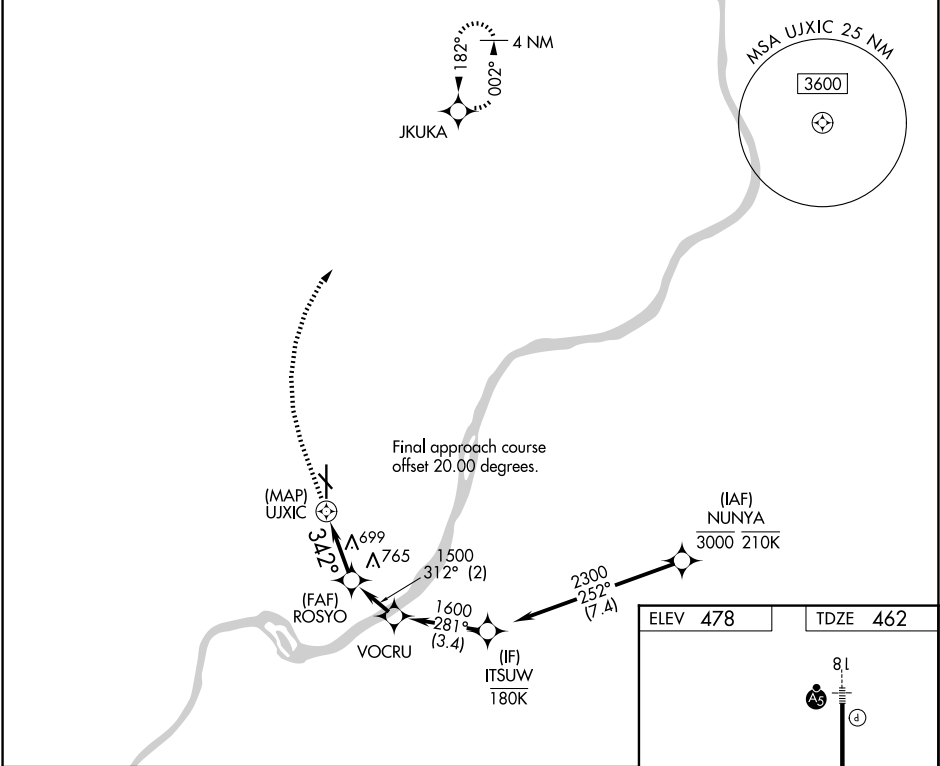 MSA UJXIC 25 NM
3600
4 NM
182°
002°
JKUKA
Final approach course
offset 20.00 degrees.
(MAP)
UJXIC
342°
699
765
(FAF)
ROSYO
1500
312° (2)
VOCRU
1600
281°
(3.4)
(IF)
ITSUW
180K
2300
252°
(7.4)
(IAF)
NUNYA
3000 210K
ELEV 478
TDZE 462
18
A5
P